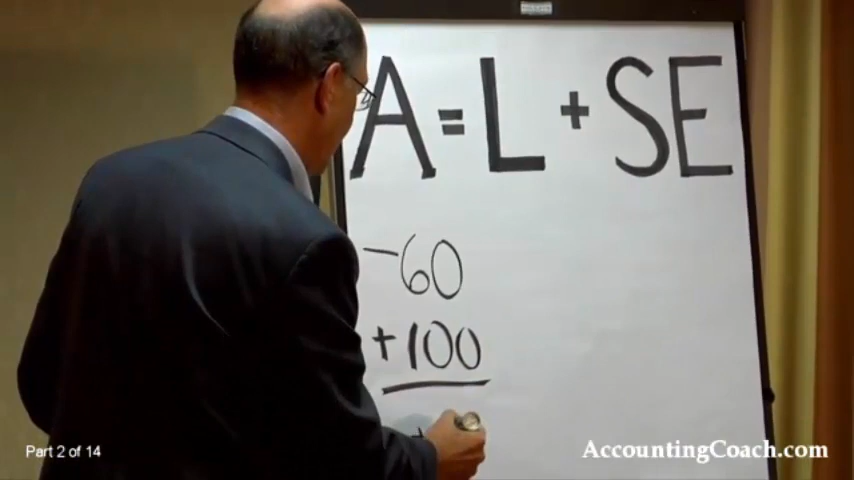 A = L + SE
-60
+100
+
Part 2 of 14
AccountingCoach.com